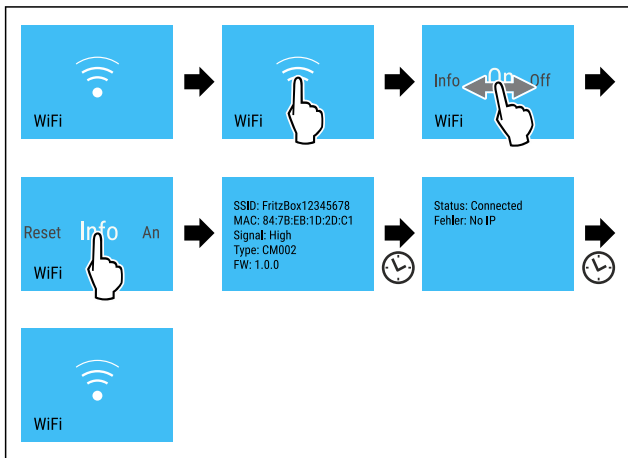 WiFi
WiFi
Info On Off
WiFi
Reset Info An
WiFi
SSID: FritzBox12345678
MAC: 84:7B:EB:1D:2D:C1
Signal: High
Type: CM002
FW: 1.0.0
Status: Connected
Fehler: No IP
WiFi